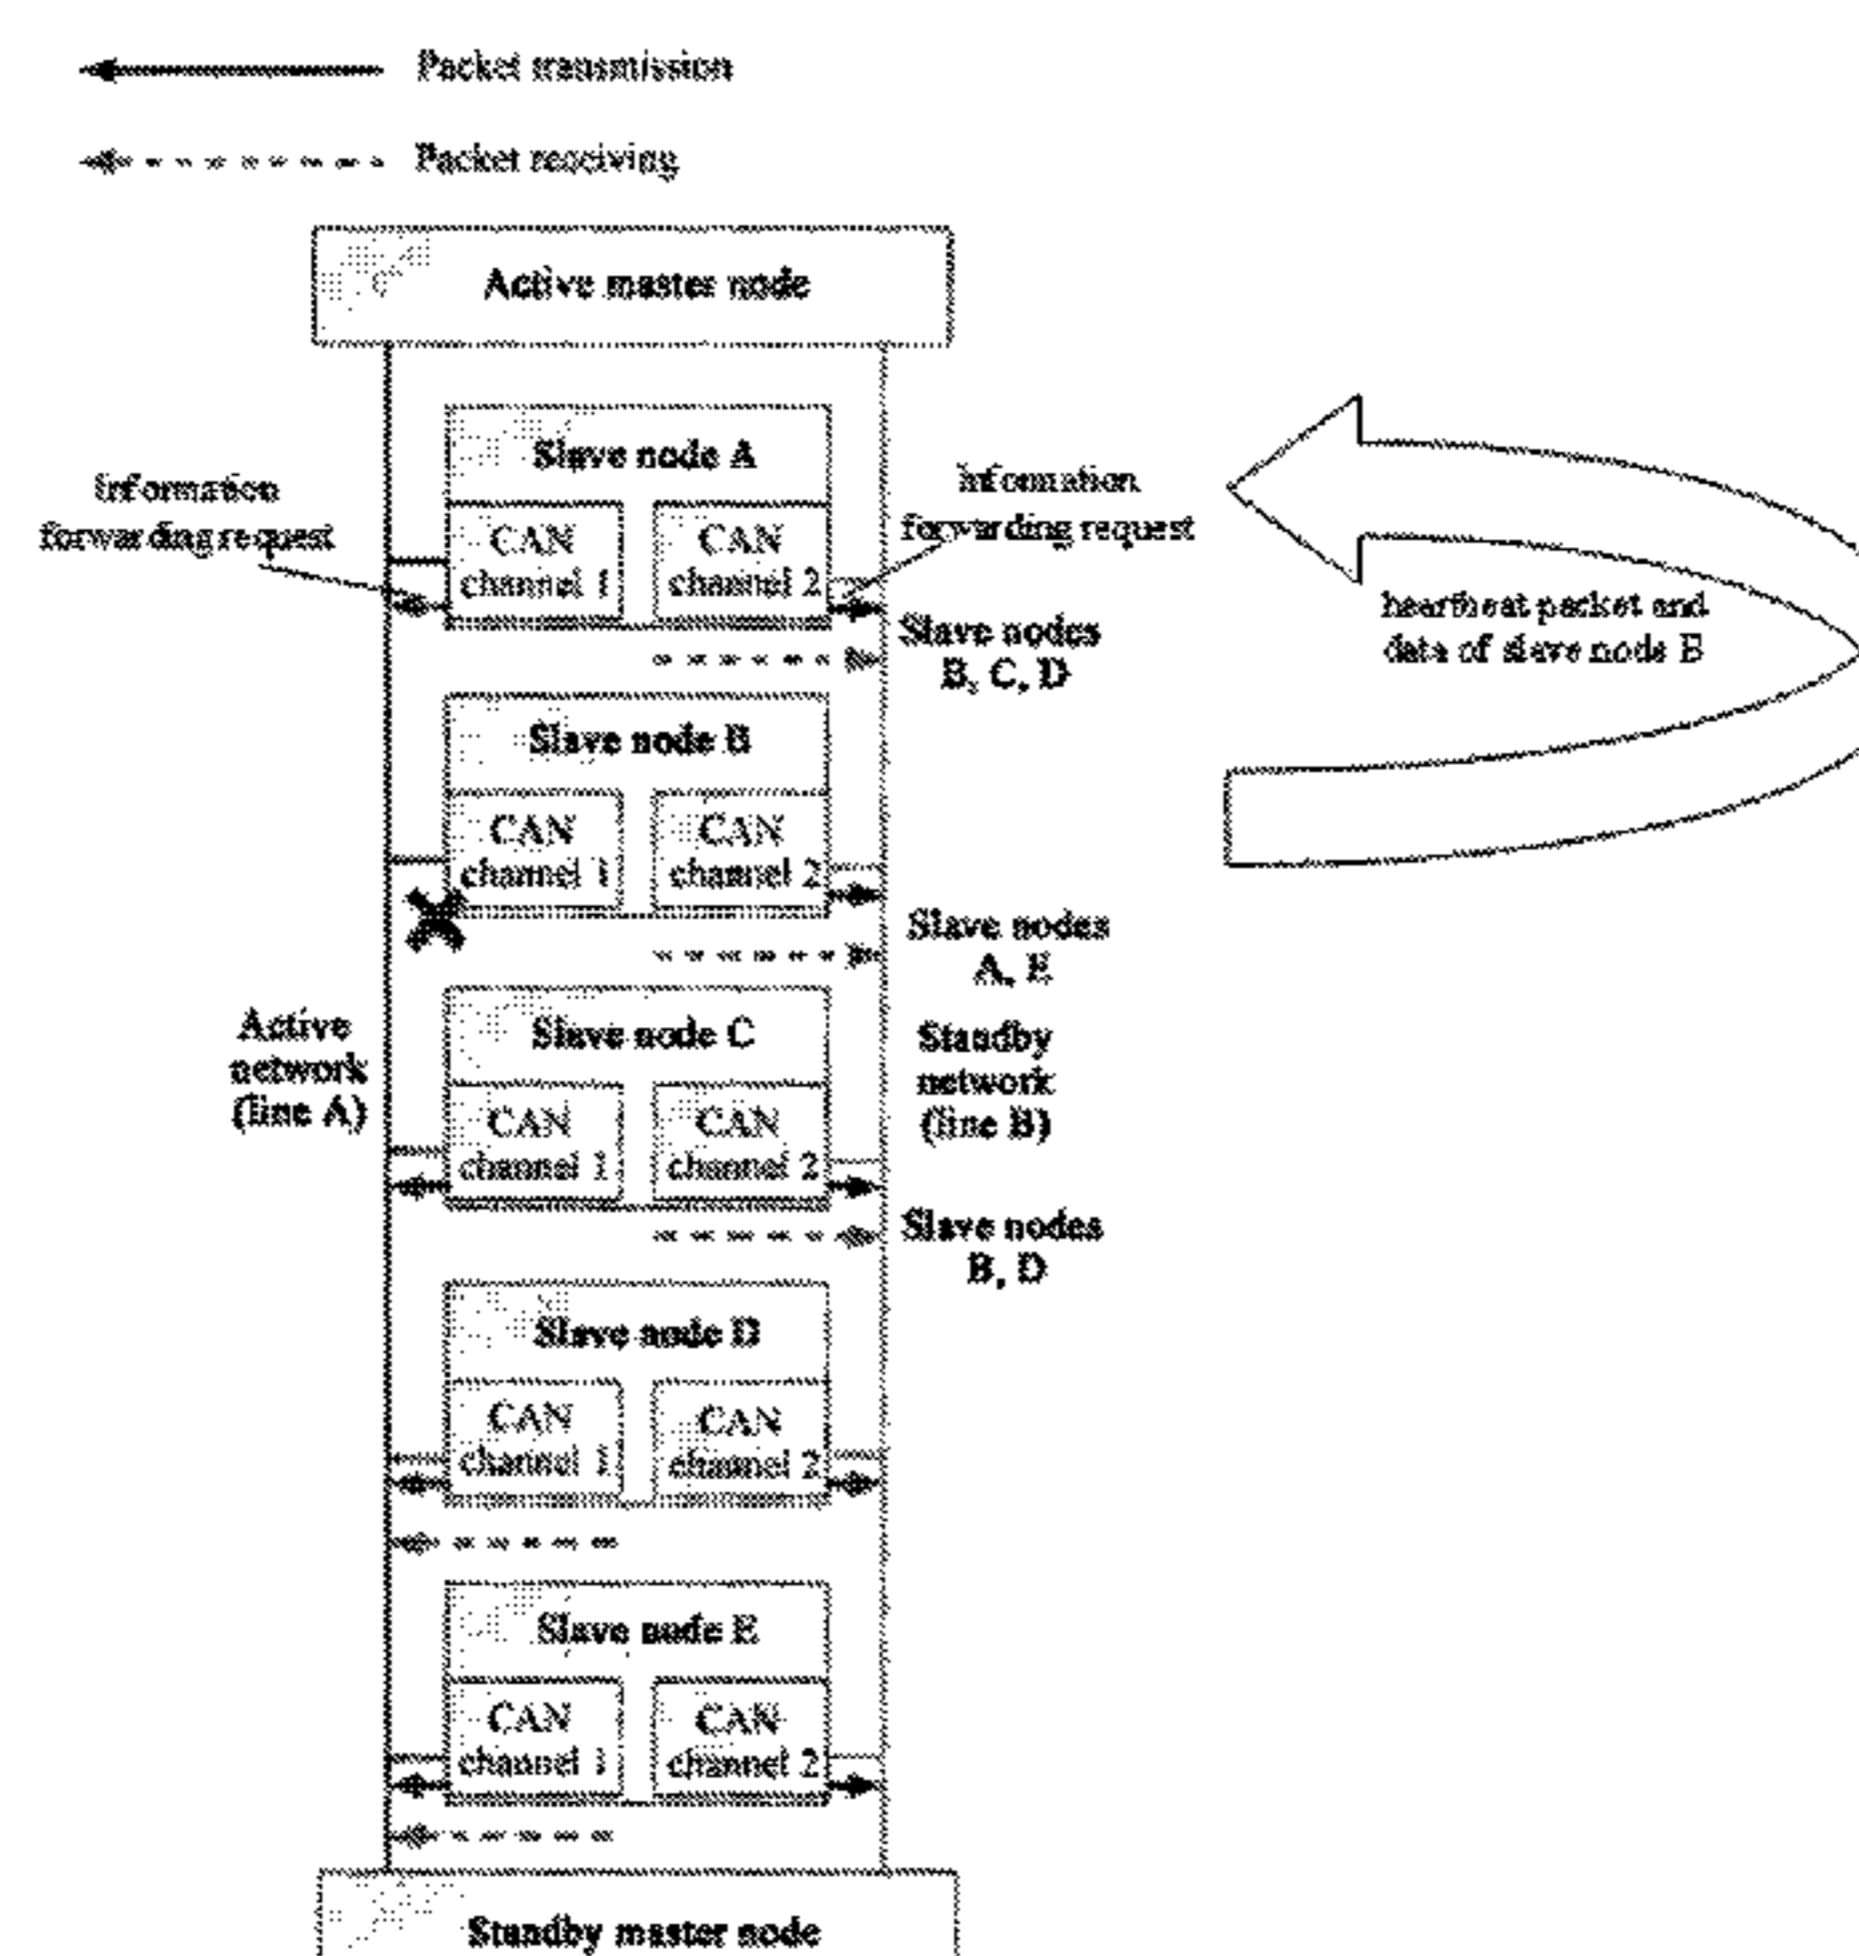 Packet transmission
Packet receiving
Active master node
Slave node A
Information
forwarding request
CAN
channel 1
CAN
channel 2
Information
forwarding request
Slave nodes
B, C, D
heartbeat packet and
data of slave node B
Slave node B
CAN
channel 1
CAN
channel 2
Slave nodes
A, E
Active
network
(line A)
Slave node C
CAN
channel 1
CAN
channel 2
Standby
network
(line B)
Slave nodes
B, D
Slave node D
CAN
channel 1
CAN
channel 2
Slave node E
CAN
channel 1
CAN
channel 2
Standby master node